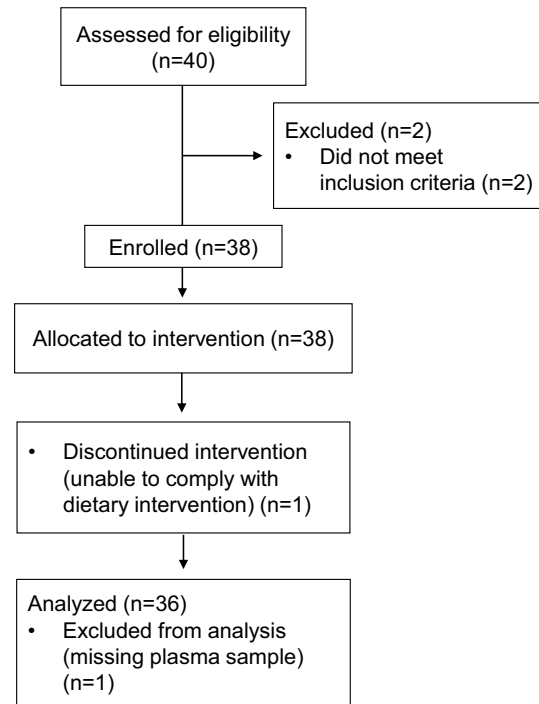 Assessed for eligibility
(n=40)
Excluded (n=2)
• Did not meet
inclusion criteria (n=2)
Enrolled (n=38)
Allocated to intervention (n=38)
• Discontinued intervention
(unable to comply with
dietary intervention) (n=1)
Analyzed (n=36)
• Excluded from analysis
(missing plasma sample)
(n=1)